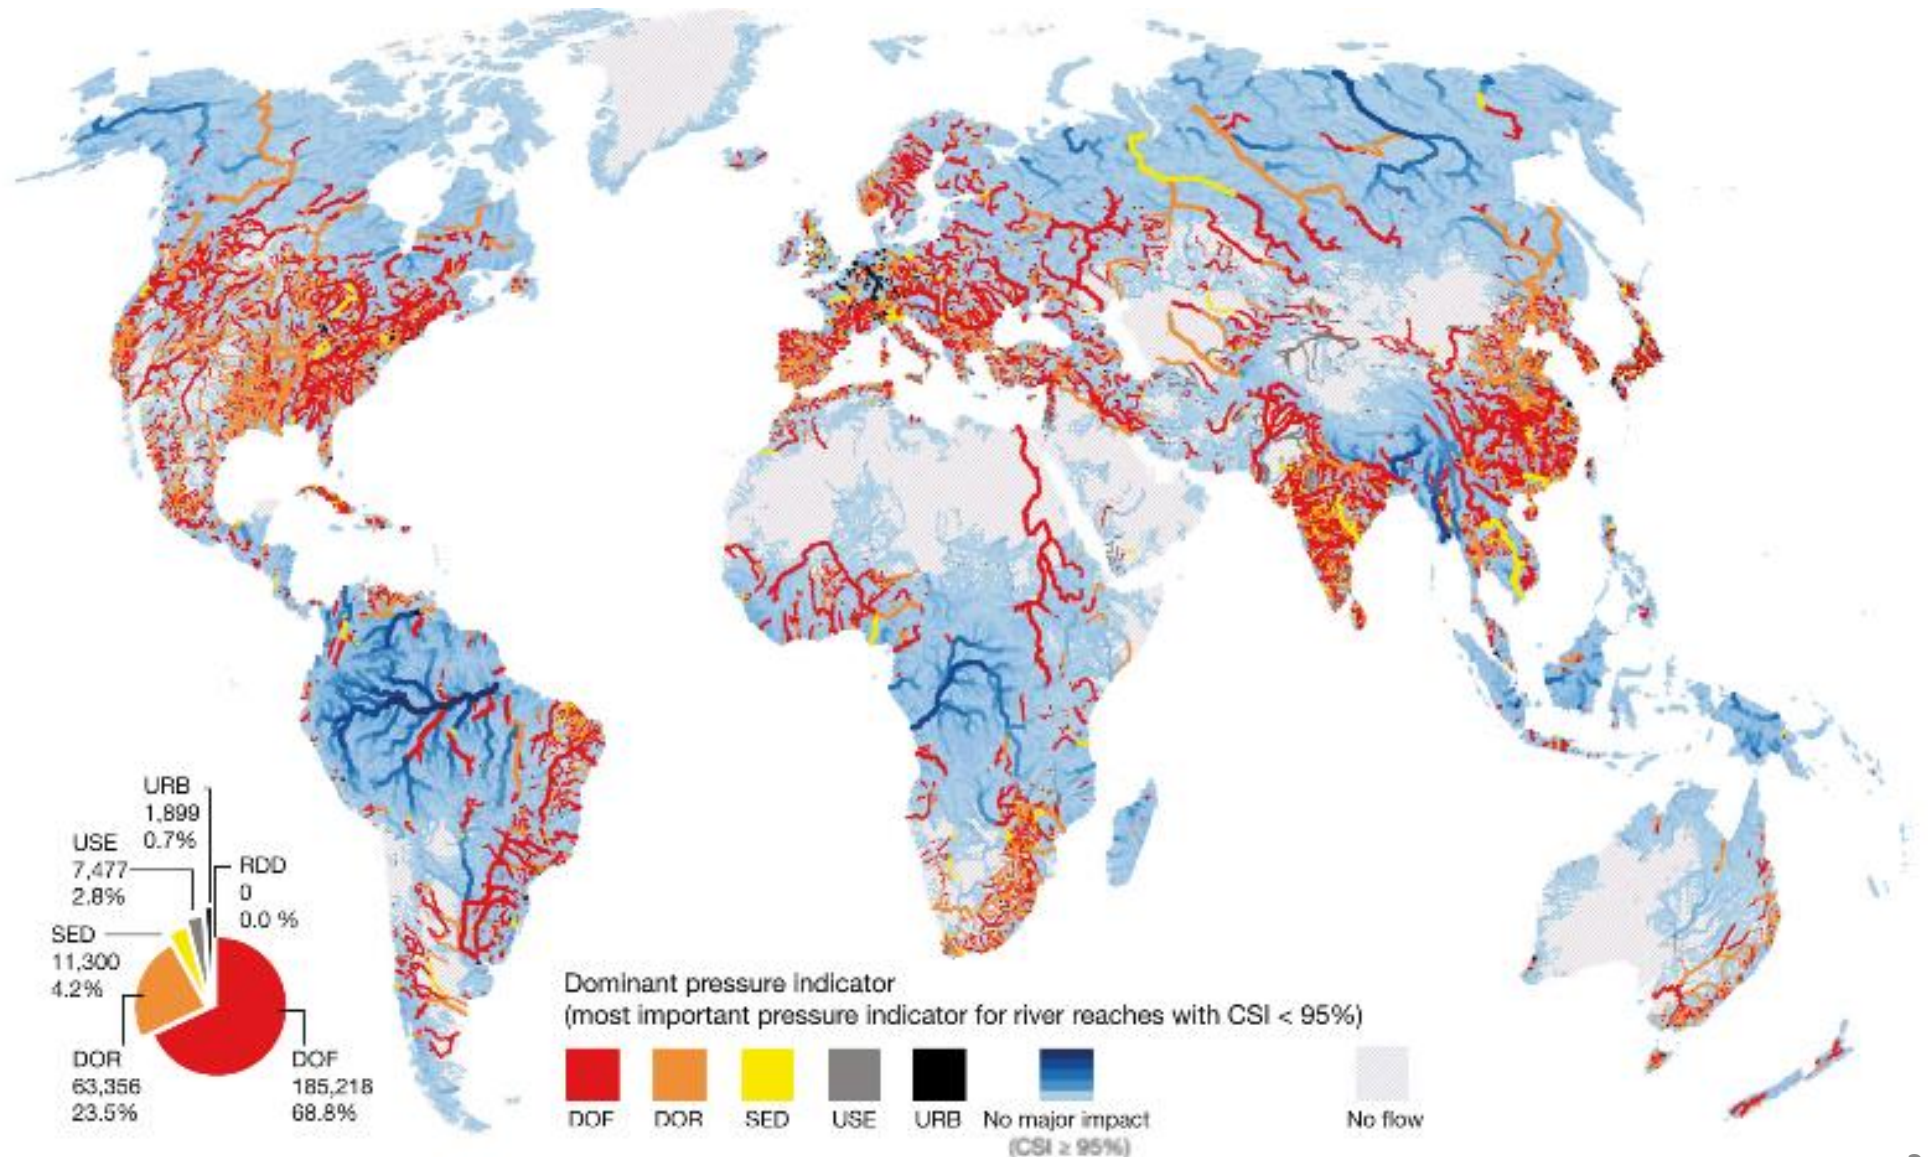 URB
1,899
0.7%
USE
7,477
2.8%
RDD
0
0.0 %
SED
11,300
4.2%
DOR
63,356
23.5%
DOF
185,218
68.8%
Dominant pressure indicator
(most important pressure indicator for river reaches with CSI < 95%)
DOF DOR SED USE URB No major impact No flow
(CSI ≥ 95%)